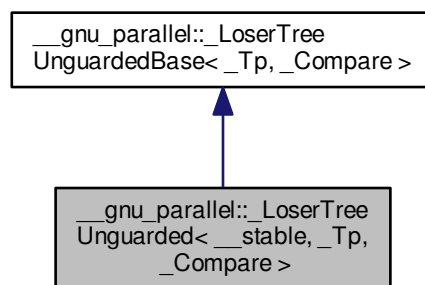 __gnu_parallel::_LoserTree
UnguardedBase< _Tp, _Compare >
__gnu_parallel::_LoserTree
Unguarded< __stable, _Tp,
_Compare >